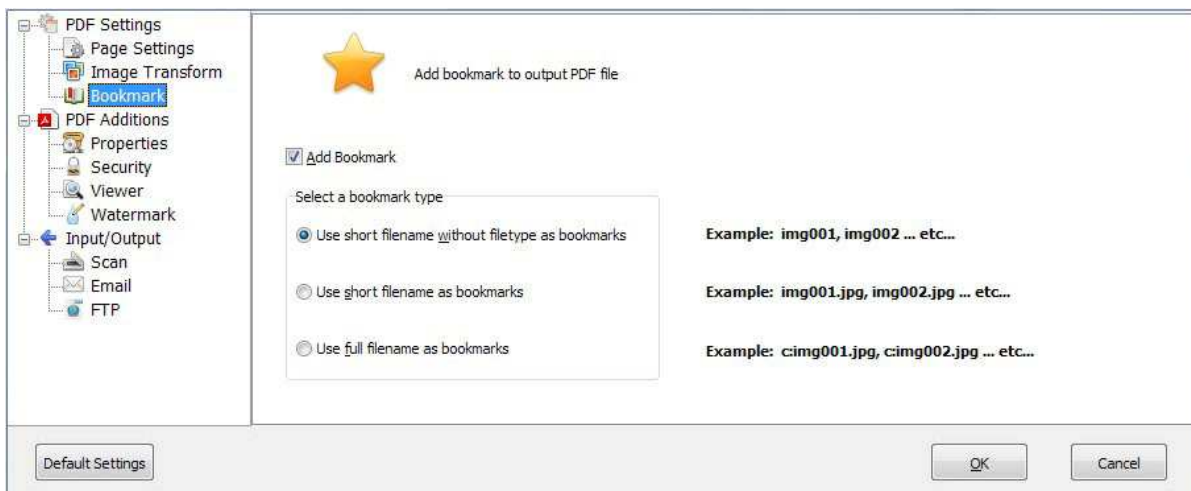 PDF Settings
Page Settings
Image Transform
Bookmark
PDF Additions
Properties
Security
Viewer
Watermark
Input/Output
Scan
Email
FTP
Add bookmark to output PDF file
Add Bookmark
Select a bookmark type
Use short filename without filetype as bookmarks
Example: img001, img002 ... etc...
Use short filename as bookmarks
Example: img001.jpg, img002.jpg ... etc...
Use full filename as bookmarks
Example: c:img001.jpg, c:img002.jpg ... etc...
Default Settings
OK
Cancel